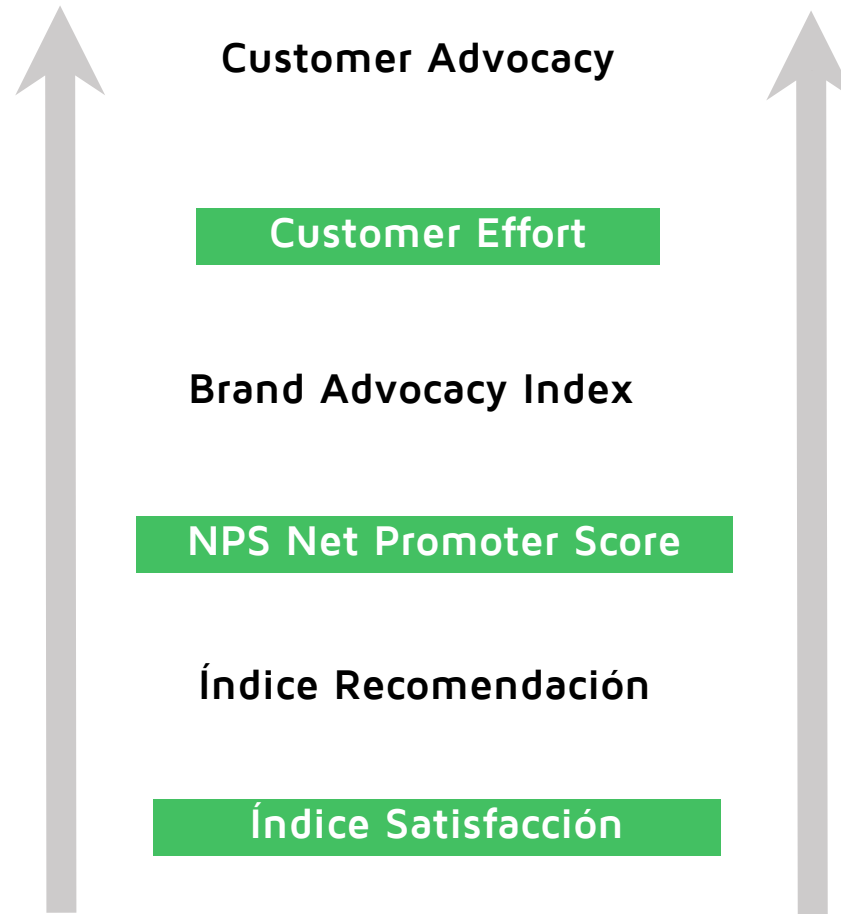 Customer Advocacy
Customer Effort
Brand Advocacy Index
NPS Net Promoter Score
Índice Recomendación
Índice Satisfacción